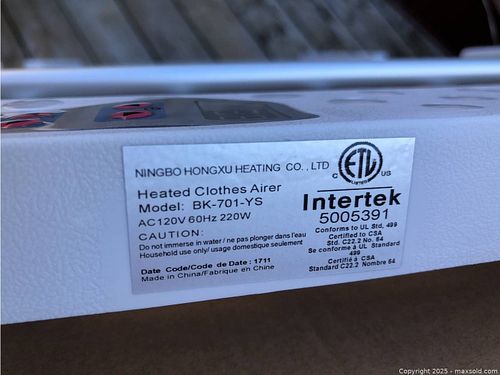 NINGBO HONGXU HEATING CO., LTD
Heated Clothes Airer
Model: BK-701-YS
AC120V 60Hz 220W
CAUTION:
Do not immerse in water / ne pas plonger dans l'eau
Household use only/ usage domestique seulement
Date Code/Code de Date : 1711
Made in China/Fabrique en Chine
C ETL US
LISTED
Intertek
5005391
Conforms to UL Std, 499
Certified to CSA
Std. C22.2 No. 64
Se conforme à UL Standard
499
Certifié à CSA
Standard C22.2 Nombre 64
Copyright © 2025 - maxsold.com